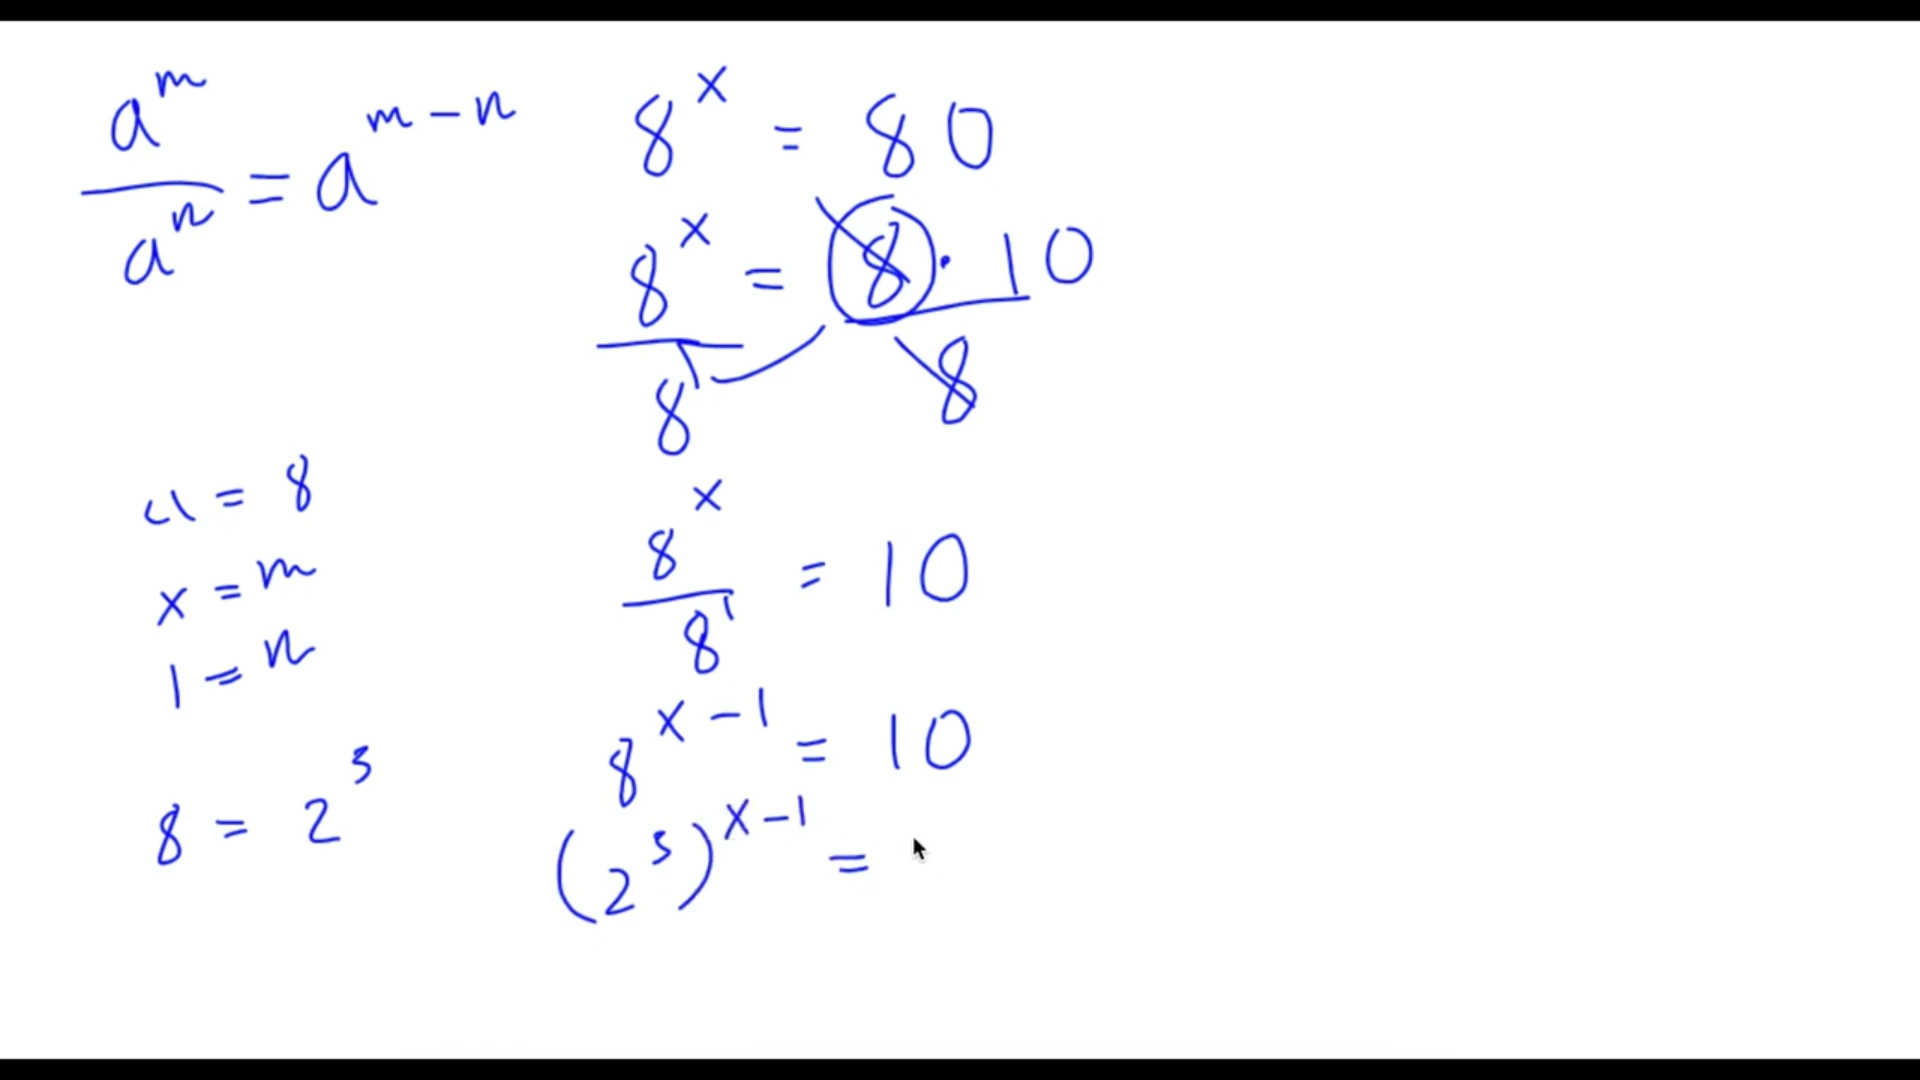 a^m / a^n = a^(m-n)
8^x = 80
8^x / 8^1 = 8 · 10 / 8
a = 8
8^x / 8^1 = 10
x = m
1 = n
8^(x-1) = 10
8 = 2^3
(2^3)^(x-1) =